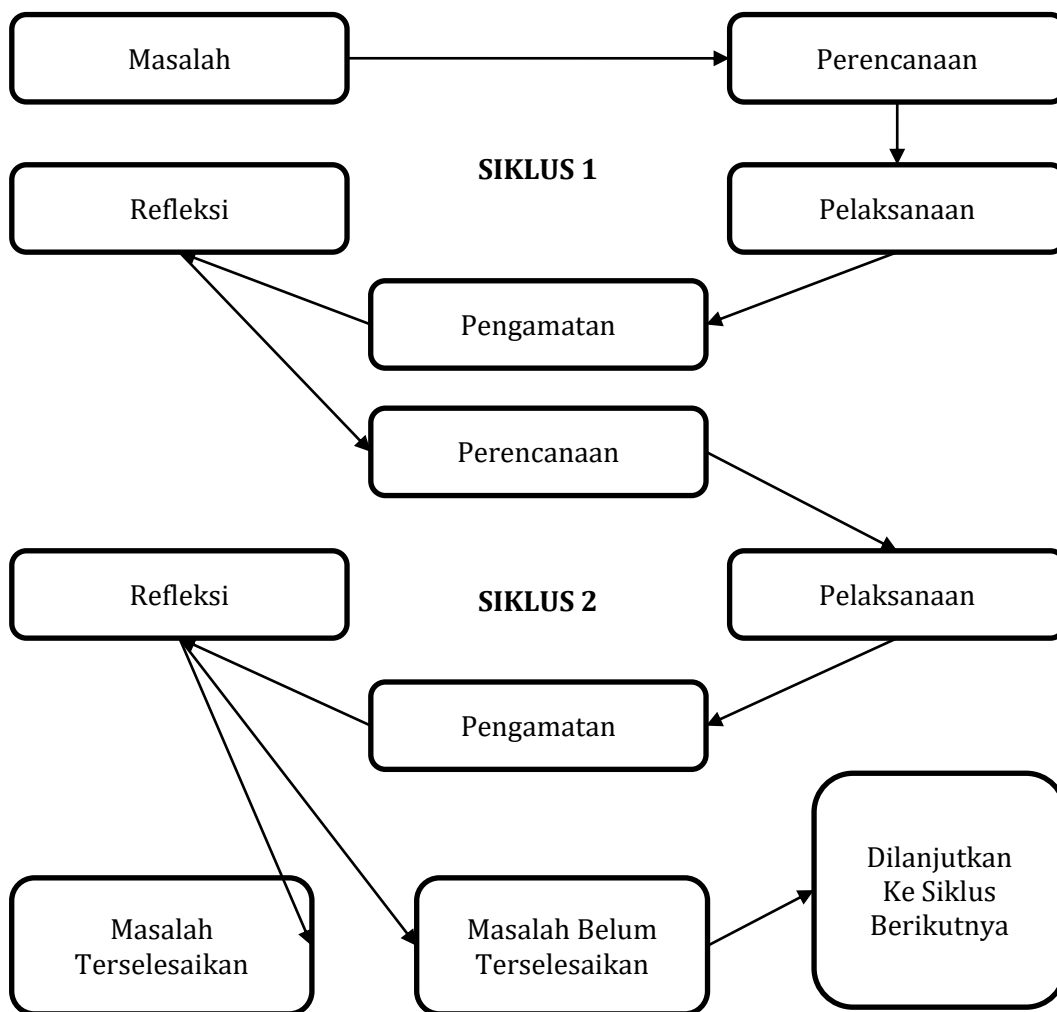 Masalah
Perencanaan
SIKLUS 1
Refleksi
Pelaksanaan
Pengamatan
Perencanaan
Refleksi
SIKLUS 2
Pelaksanaan
Pengamatan
Masalah
Terselesaikan
Masalah Belum
Terselesaikan
Dilanjutkan
Ke Siklus
Berikutnya